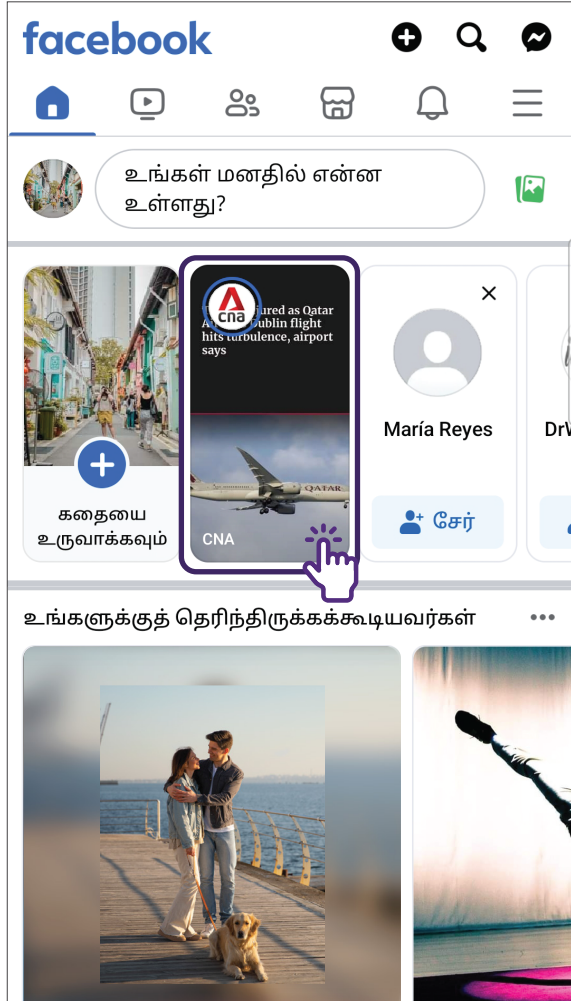 facebook
உங்கள் மனதில் என்ன
உள்ளது?
cna
ured as Qatar
Dublin flight
hits turbulence, airport
says
QATAR
CNA
கதையை
உருவாக்கவும்
María Reyes
சேர்
உங்களுக்குத் தெரிந்திருக்கக்கூடியவர்கள்